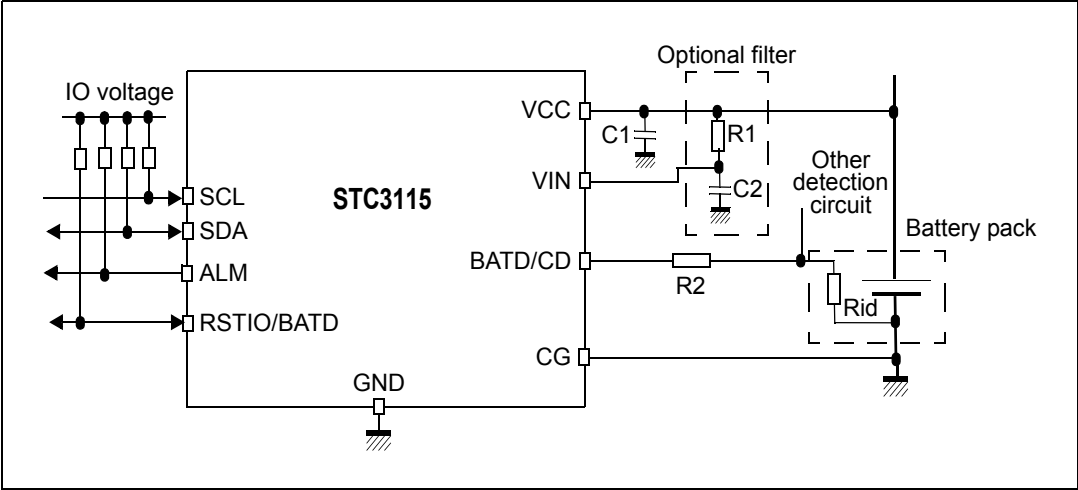 Optional filter
IO voltage
VCC
C1
R1
Other
detection
circuit
VIN
C2
STC3115
SCL
SDA
Battery pack
BATD/CD
R2
ALM
Rid
RSTIO/BATD
CG
GND